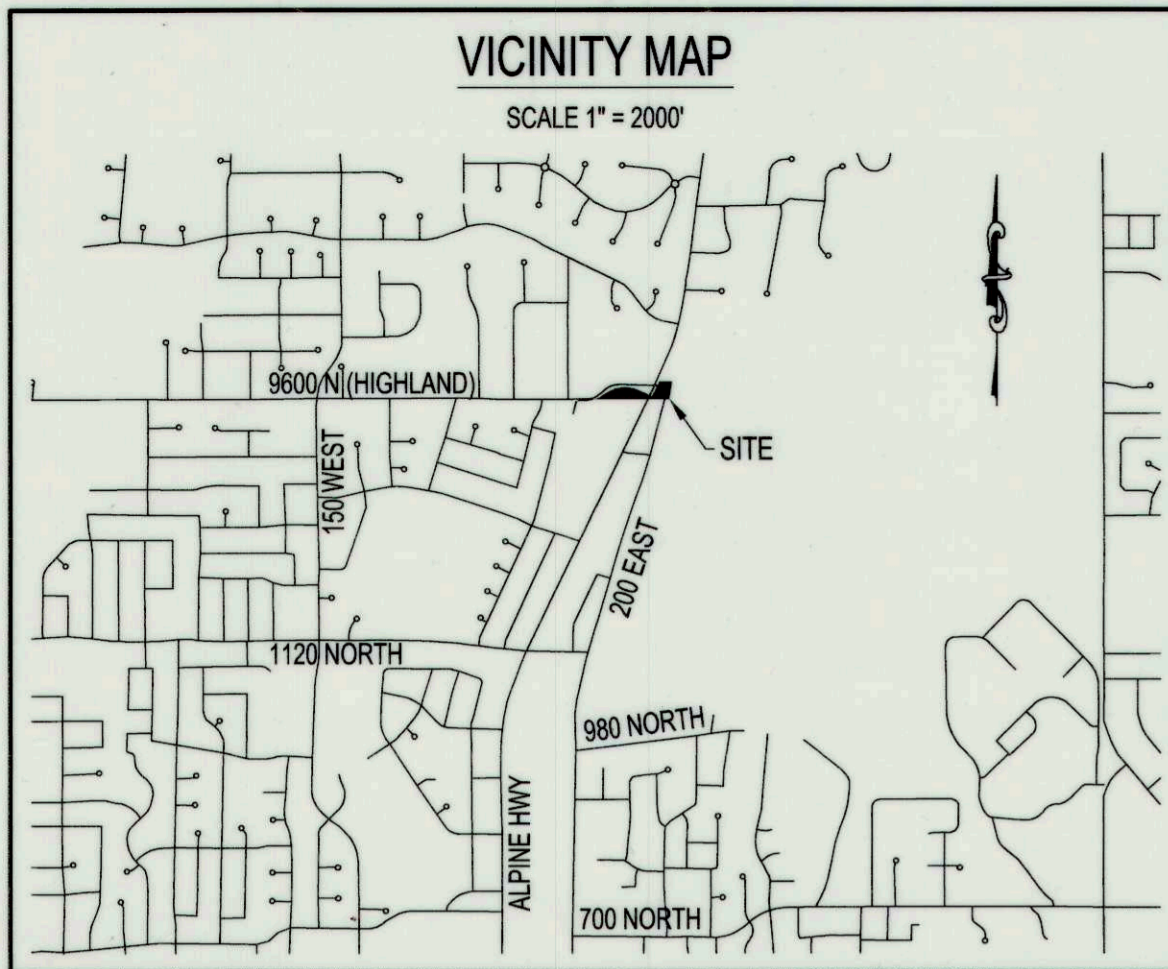 VICINITY MAP
SCALE 1" = 2000'
9600 N (HIGHLAND)
SITE
150 WEST
200 EAST
1120 NORTH
980 NORTH
ALPINE HWY
700 NORTH